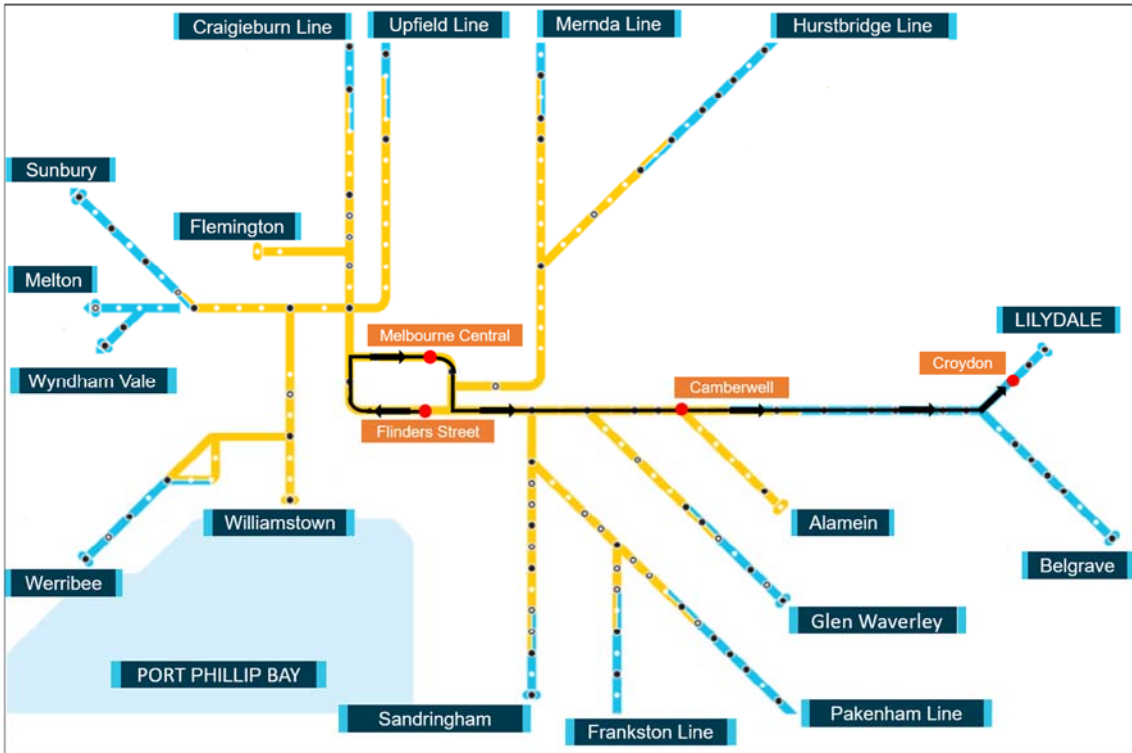 Craigieburn Line
Upfield Line
Mernda Line
Hurstbridge Line
Sunbury
Flemington
Melton
Melbourne Central
LILYDALE
Croydon
Wyndham Vale
Camberwell
Flinders Street
Williamstown
Alamein
Belgrave
Werribee
Glen Waverley
PORT PHILLIP BAY
Sandringham
Frankston Line
Pakenham Line